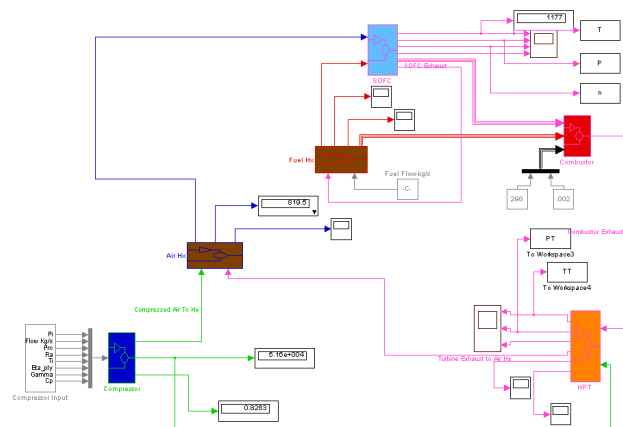 1177
T
SOFC Exhaust
P
SOFC
n
Fuel Hx
Combustor
Fuel Flow kg/s
-C-
298
.002
819.5
PT
Combustor Exhaust
To Workspace3
Air Hx
TT
To Workspace4
Compressed Air To Hx
Pi
Flow Kg/s
Prc
Ra
Ti
Eta_ply
Gamma
Cp
Turbine Exhaust to Air Hx
5.16e+004
HPT
Compressor
Compressor Input
0.8263